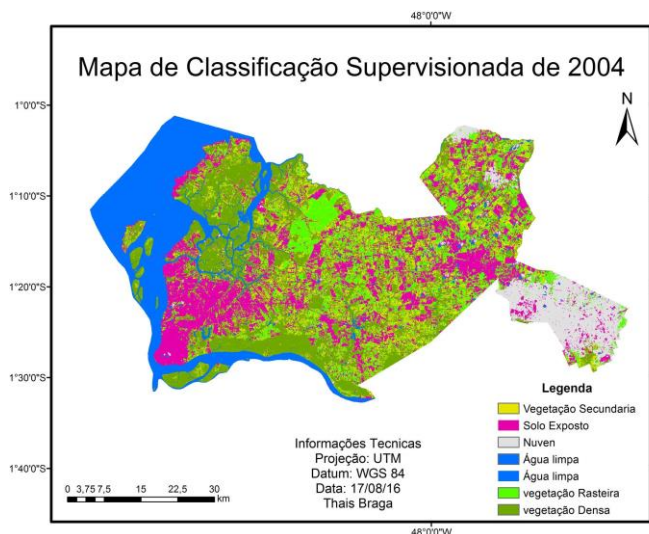 48°0'0"W
Mapa de Classificação Supervisionada de 2004
N
1°0'0"S
1°10'0"S
1°20'0"S
1°30'0"S
1°40'0"S
Legenda
Vegetação Secundaria
Solo Exposto
Nuven
Água limpa
Água limpa
vegetação Rasteira
vegetação Densa
Informações Tecnicas
Projeção: UTM
Datum: WGS 84
Data: 17/08/16
Thais Braga
0 3,75 7,5 15 22,5 30
km
48°0'0"W